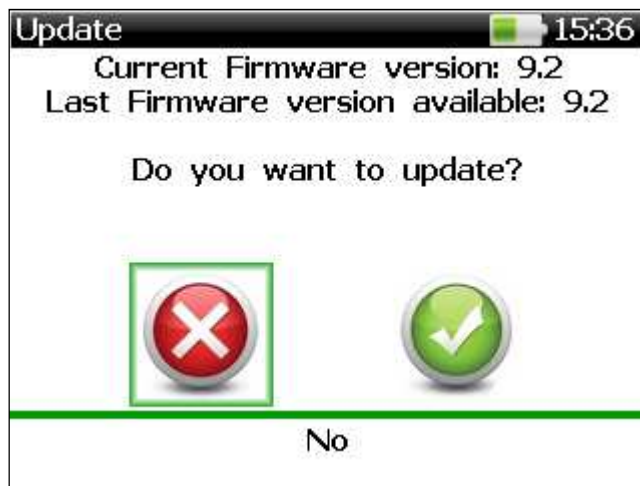 Update 15:36
Current Firmware version: 9.2
Last Firmware version available: 9.2
Do you want to update?
No